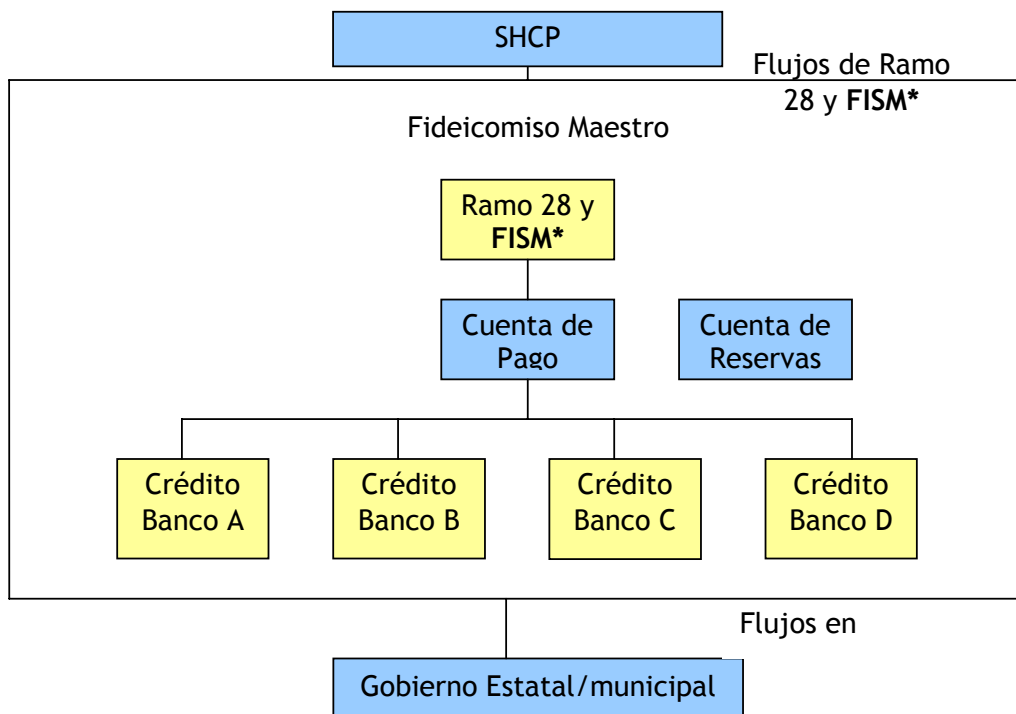 SHCP
Flujos de Ramo
28 y FISM*
Fideicomiso Maestro
Ramo 28 y
FISM*
Cuenta de
Pago
Cuenta de
Reservas
Crédito
Banco A
Crédito
Banco B
Crédito
Banco C
Crédito
Banco D
Flujos en
Gobierno Estatal/municipal